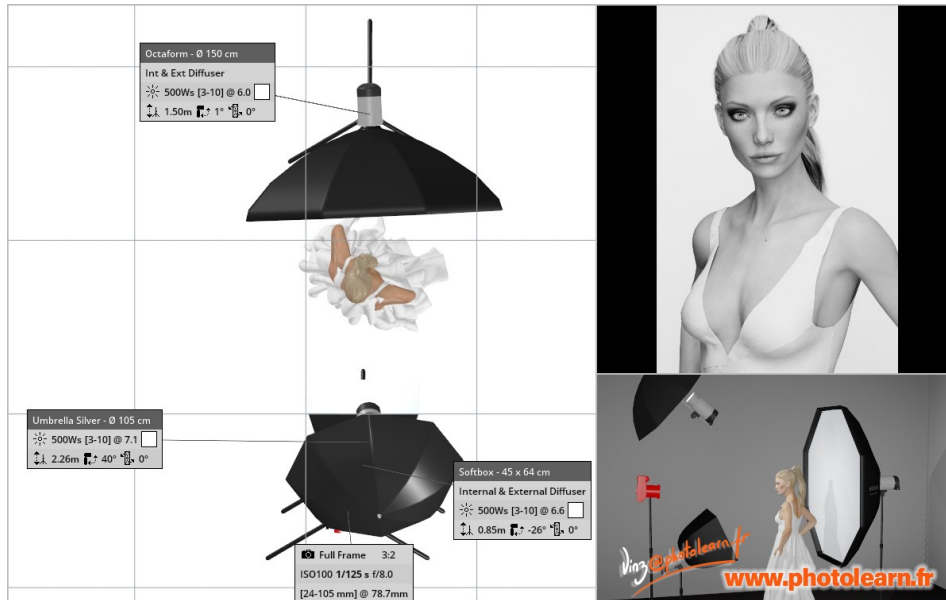 Octaform - Ø 150 cm
Int & Ext Diffuser
500Ws [3-10] @ 6.0
1.50m 1° 0°
Umbrella Silver - Ø 105 cm
500Ws [3-10] @ 7.1
2.26m 40° 0°
Softbox - 45 x 64 cm
Internal & External Diffuser
500Ws [3-10] @ 6.6
0.85m -26° 0°
Full Frame 3:2
ISO100 1/125 s f/8.0
[24-105 mm] @ 78.7mm
Vinz@photolearn.fr
www.photolearn.fr